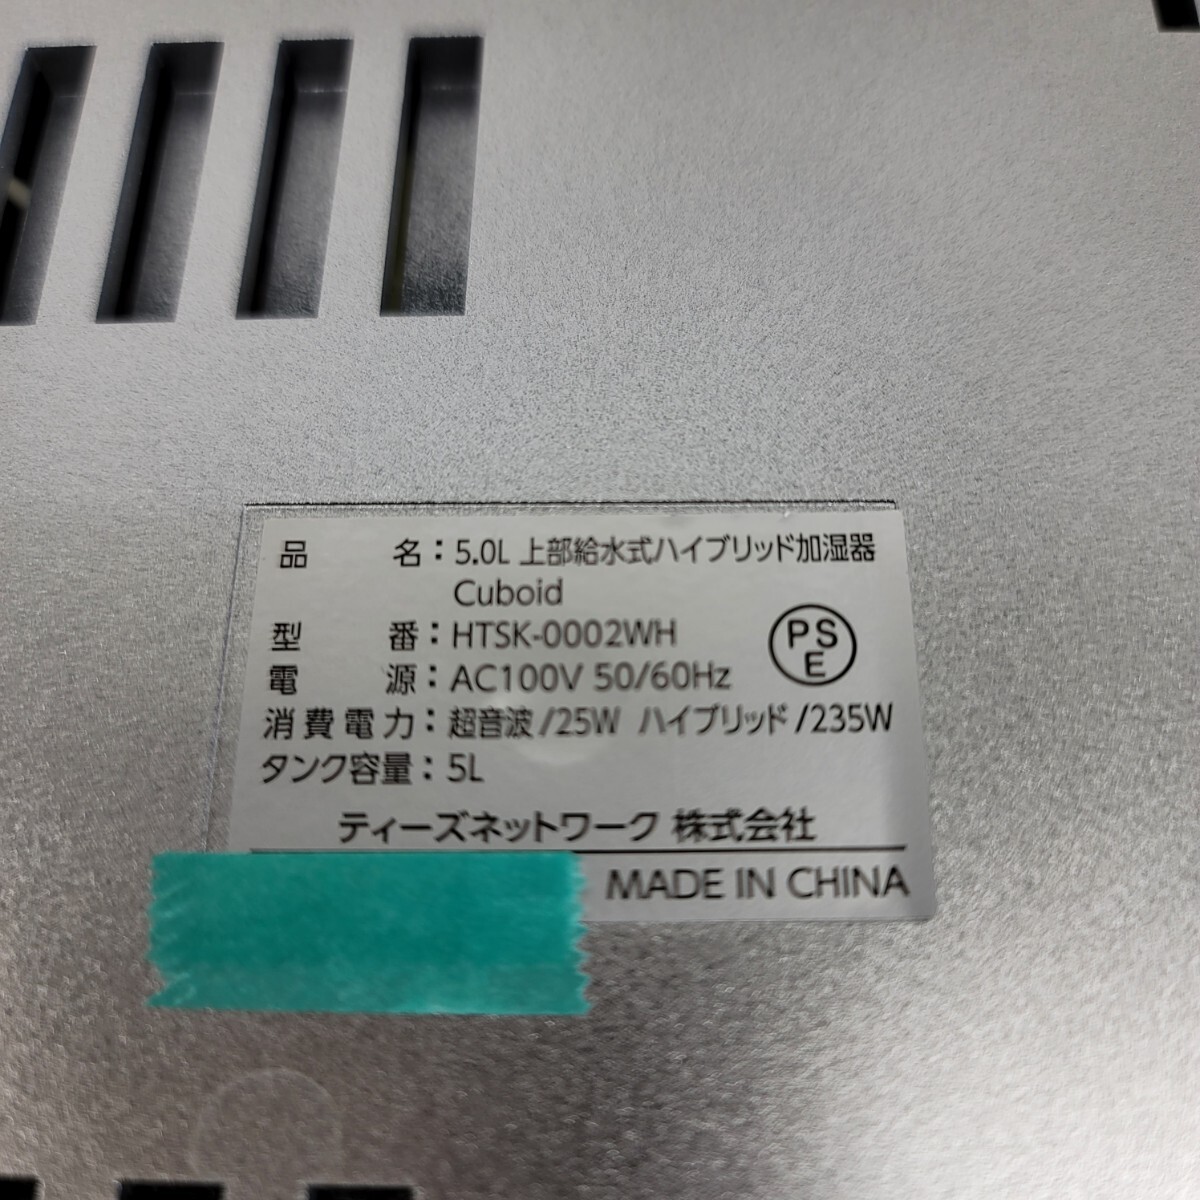 品名：5.0L 上部給水式ハイブリッド加湿器
Cuboid
型番：HTSK-0002WH
PS
E
電源：AC100V 50/60Hz
消費電力：超音波/25W ハイブリッド/235W
タンク容量：5L
ティーズネットワーク 株式会社
MADE IN CHINA